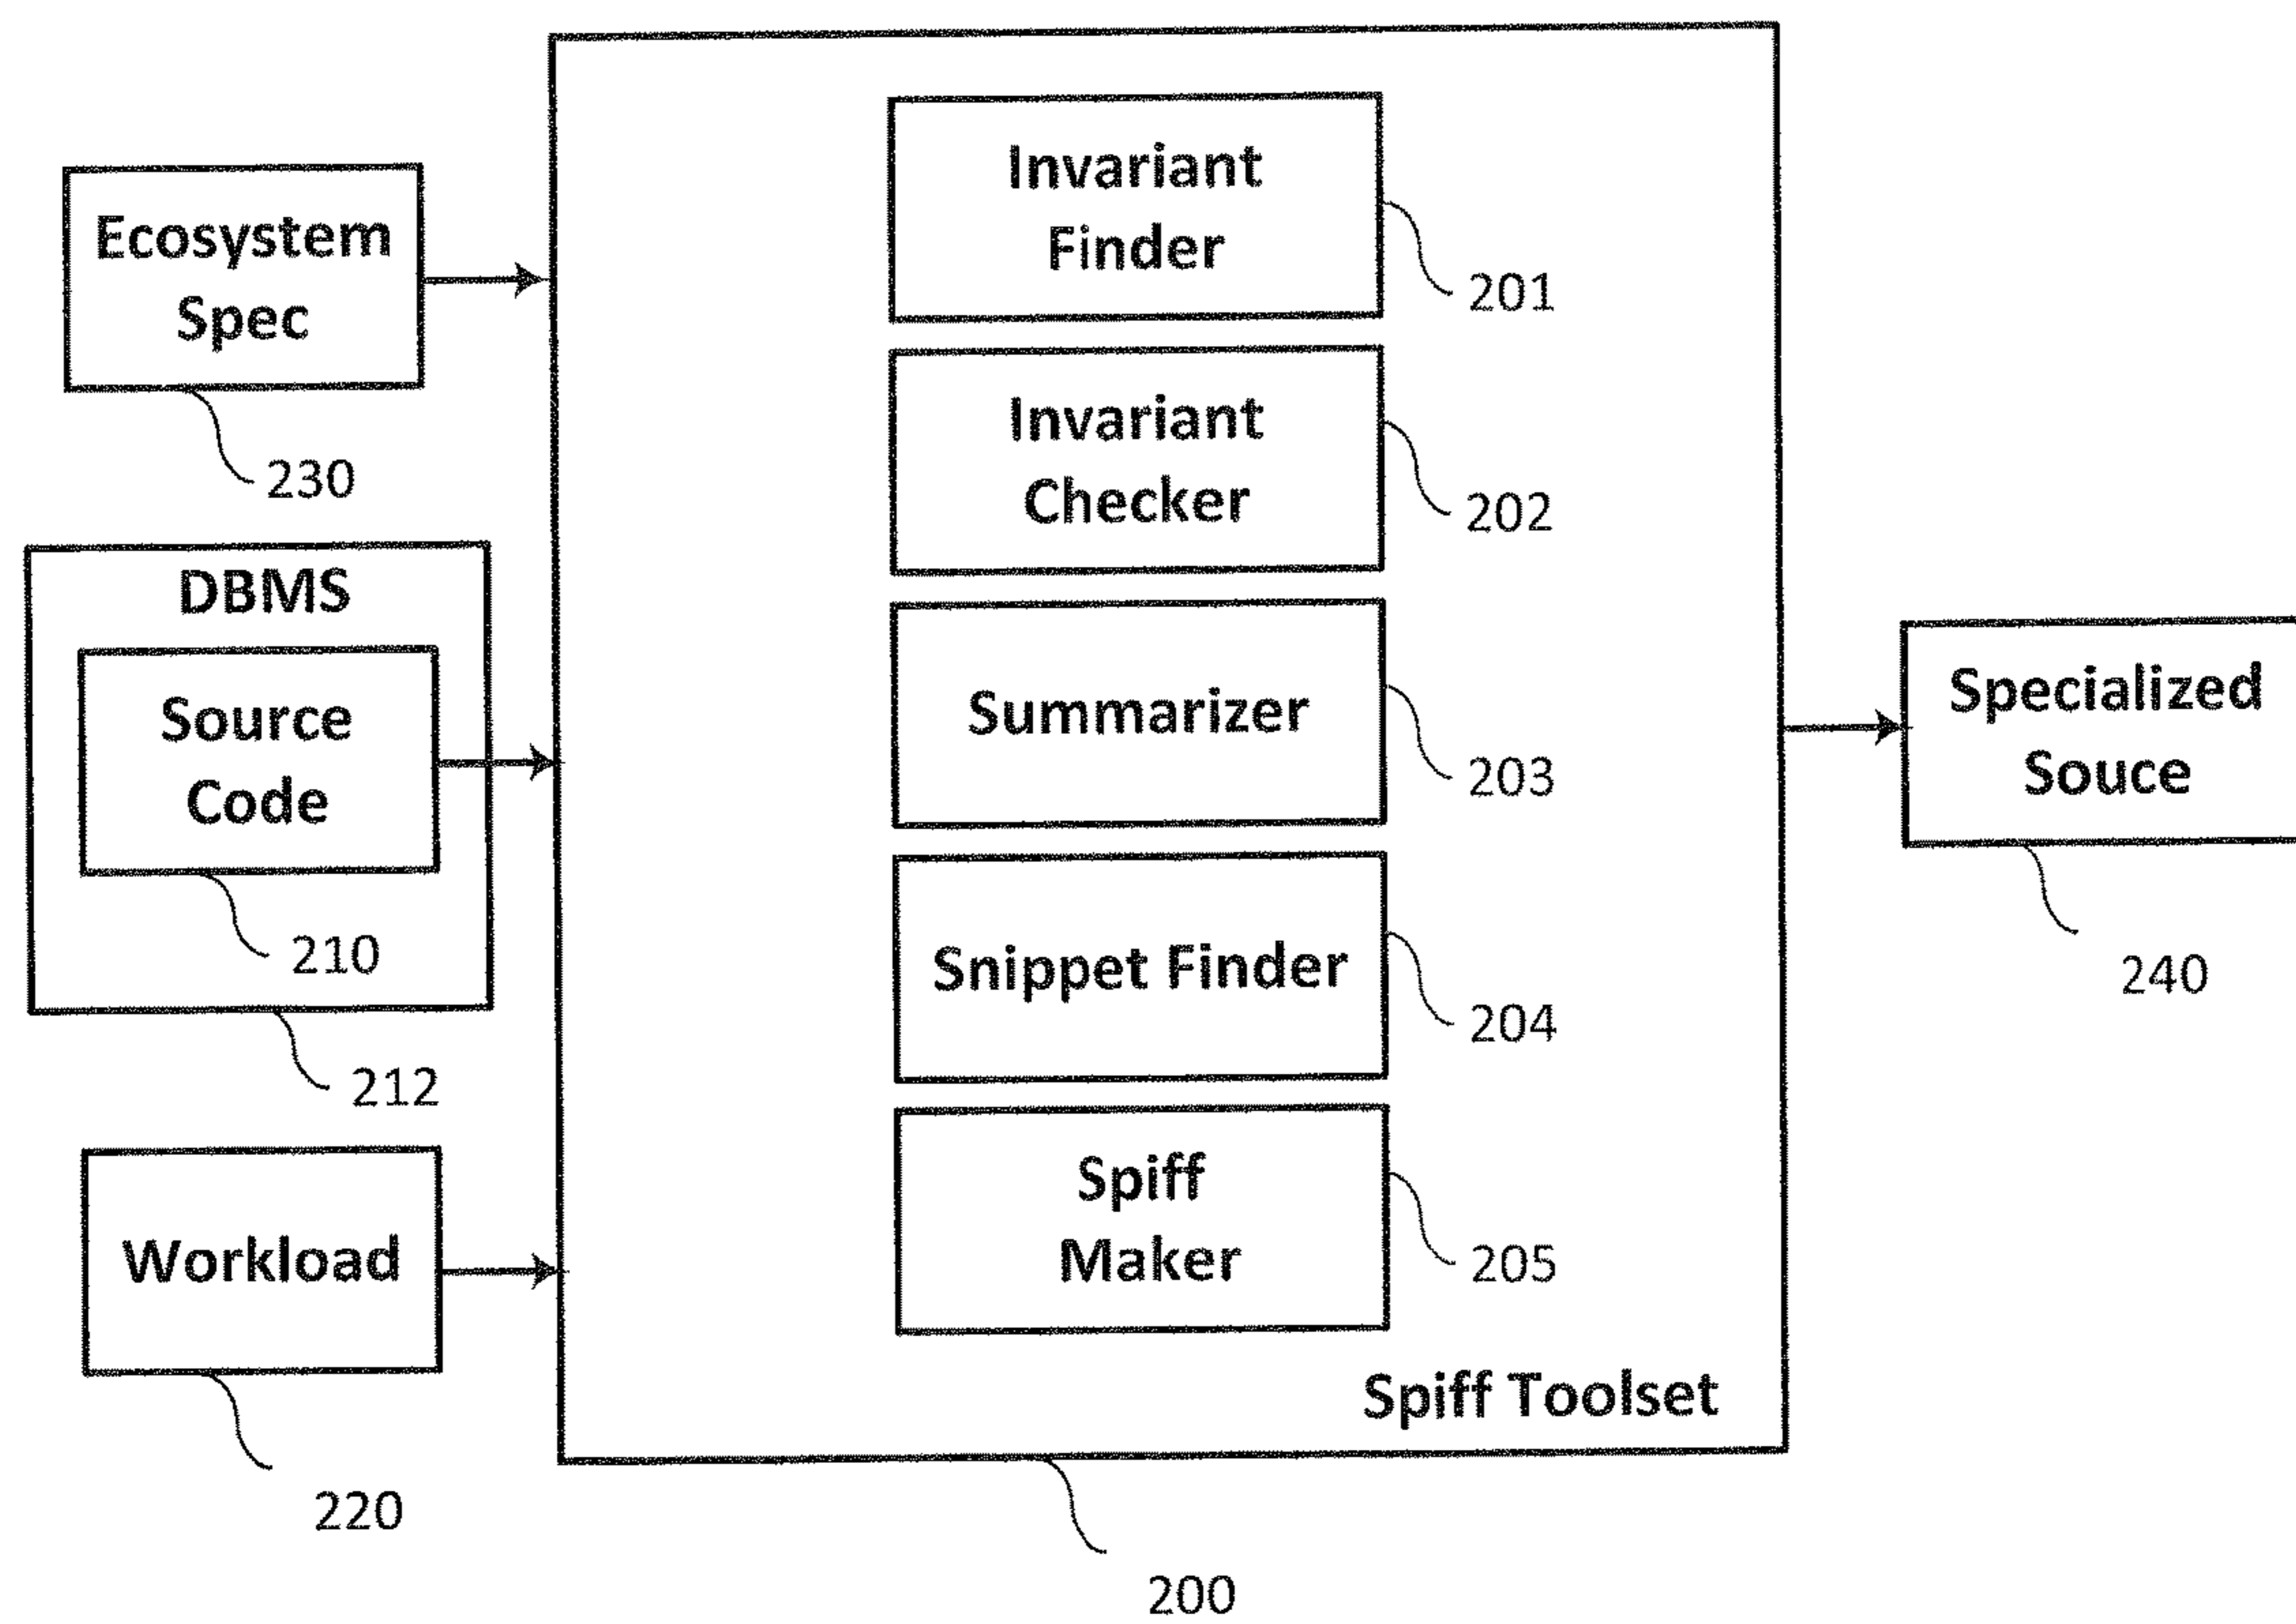 Ecosystem
Spec
230
DBMS
Source
Code
210
212
Workload
220
Invariant
Finder
201
Invariant
Checker
202
Summarizer
203
Snippet Finder
204
Spiff
Maker
205
Spiff Toolset
200
Specialized
Souce
240